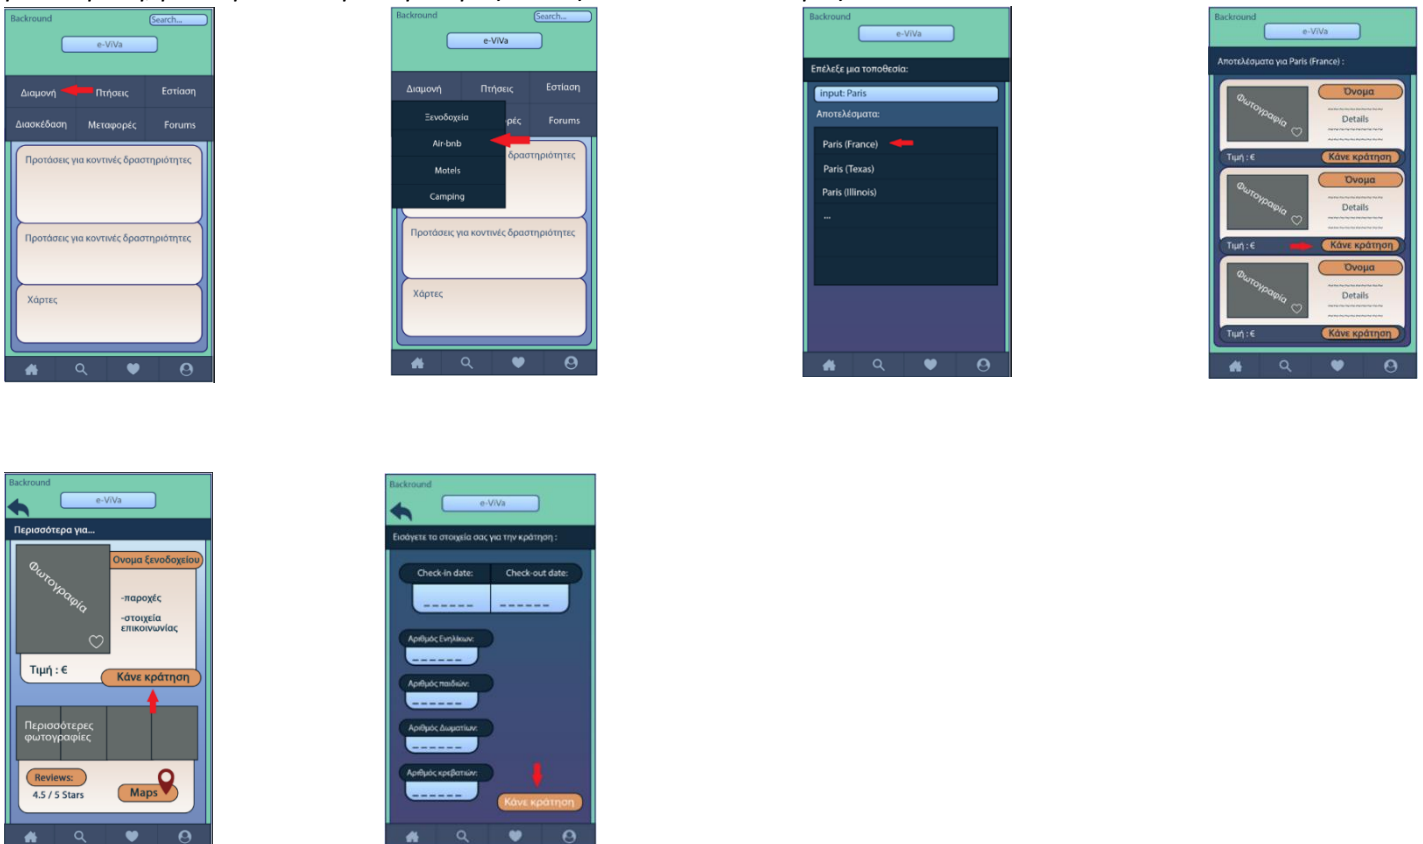 Backround
Search...
e-ViVa
Διαμονή
Πτήσεις
Εστίαση
Διασκέδαση
Μεταφορές
Forums
Προτάσεις για κοντινές δραστηριότητες
Προτάσεις για κοντινές δραστηριότητες
Χάρτες
Backround
Search...
e-ViVa
Διαμονή
Πτήσεις
Εστίαση
Ξενοδοχεία
ρές
Forums
Air-bnb
δραστηριότητες
Motels
Camping
Προτάσεις για κοντινές δραστηριότητες
Χάρτες
Backround
e-ViVa
Επέλεξε μια τοποθεσία:
input: Paris
Αποτελέσματα:
Paris (France)
Paris (Texas)
Paris (Illinois)
...
Backround
e-ViVa
Αποτελέσματα για Paris (France) :
Φωτογραφία
Όνομα
Details
Τιμή : €
Κάνε κράτηση
Φωτογραφία
Όνομα
Details
Τιμή : €
Κάνε κράτηση
Φωτογραφία
Όνομα
Details
Τιμή : €
Κάνε κράτηση
Backround
e-ViVa
Περισσότερα για...
Φωτογραφία
Ονομα ξενοδοχείου
-παροχές
-στοιχεία
επικοινωνίας
Τιμή : €
Κάνε κράτηση
Περισσότερες
φωτογραφίες
Reviews:
4.5 / 5 Stars
Maps
Backround
e-ViVa
Εισάγετε τα στοιχεία σας για την κράτηση :
Check-in date:
Check-out date:
_ _ _ _ _ _
_ _ _ _ _ _
Αριθμός Ενηλίκων:
_ _ _ _ _ _
Αριθμός παιδιών:
_ _ _ _ _ _
Αριθμός Δωματίων:
_ _ _ _ _ _
Αριθμός κρεβατιών:
_ _ _ _ _ _
Κάνε κράτηση